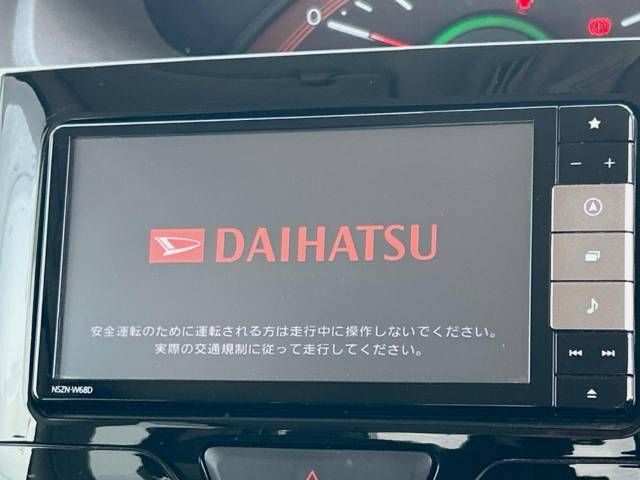 0
DAIHATSU
安全運転のために運転される方は走行中に操作しないでください。
実際の交通規制に従って走行してください。
NSZN-W68D